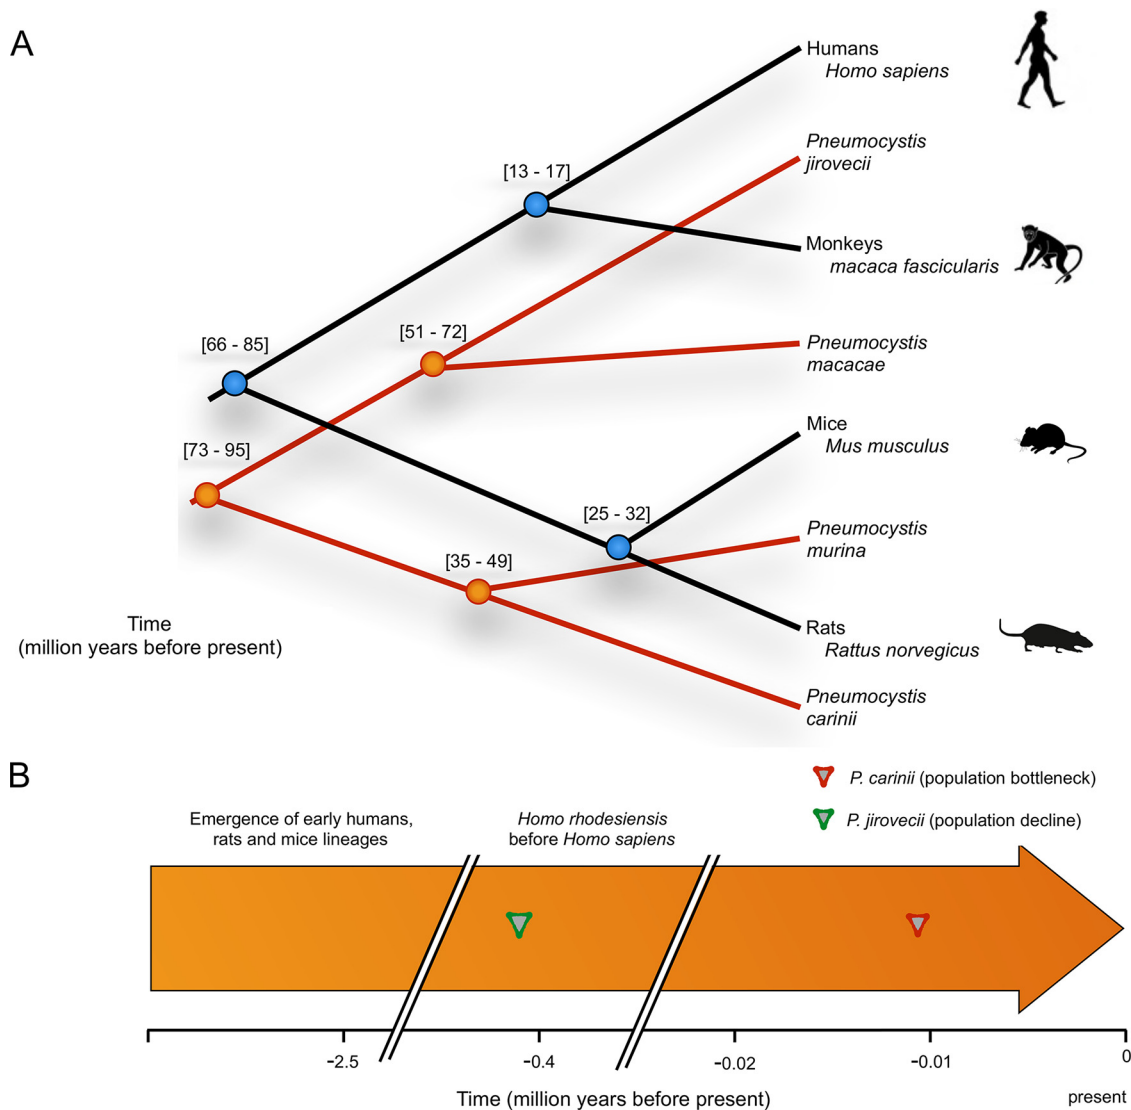 A
Humans
Homo sapiens
Pneumocystis
jirovecii
[13 - 17]
Monkeys
macaca fascicularis
[51 - 72]
[66 - 85]
Pneumocystis
macacae
Mice
Mus musculus
[73 - 95]
[25 - 32]
Pneumocystis
murina
[35 - 49]
Time
(million years before present)
Rats
Rattus norvegicus
Pneumocystis
carinii
B
P. carinii (population bottleneck)
P. jirovecii (population decline)
Emergence of early humans,
rats and mice lineages
Homo rhodesiensis
before Homo sapiens
-2.5
-0.4
-0.02
-0.01
0
Time (million years before present)
present